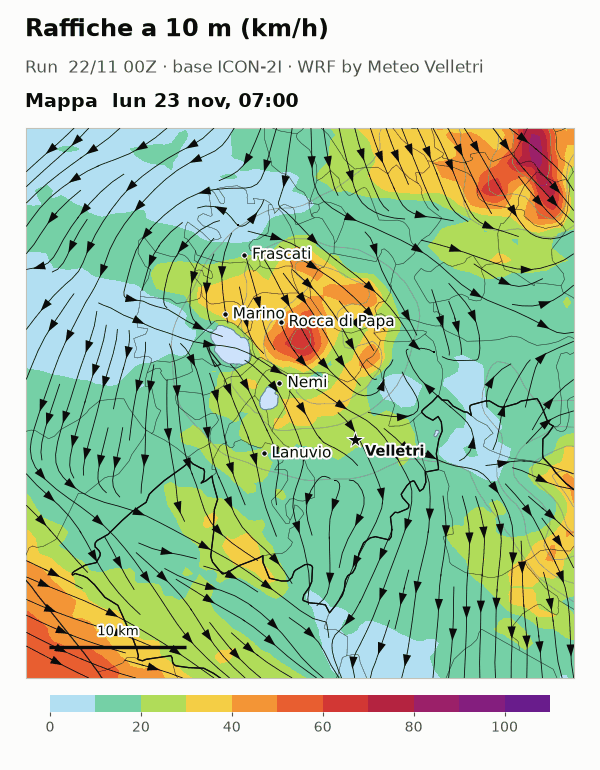 Raffiche a 10 m (km/h)
Run 22/11 00Z · base ICON-2I · WRF by Meteo Velletri
Mappa lun 23 nov, 07:00
Frascati
Marino
Rocca di Papa
Nemi
Velletri
Lanuvio
10 km
0 20 40 60 80 100